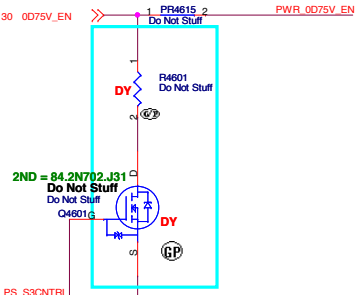 30 0D75V_EN
1 PR4615 2
PWR_0D75V_EN
Do Not Stuff
1
R4601
Do Not Stuff
DY
2
G/P
2ND = 84.2N702.J31
D
Do Not Stuff
Do Not Stuff
Q4601
G
DY
S
GP
PS_S3CNTRL